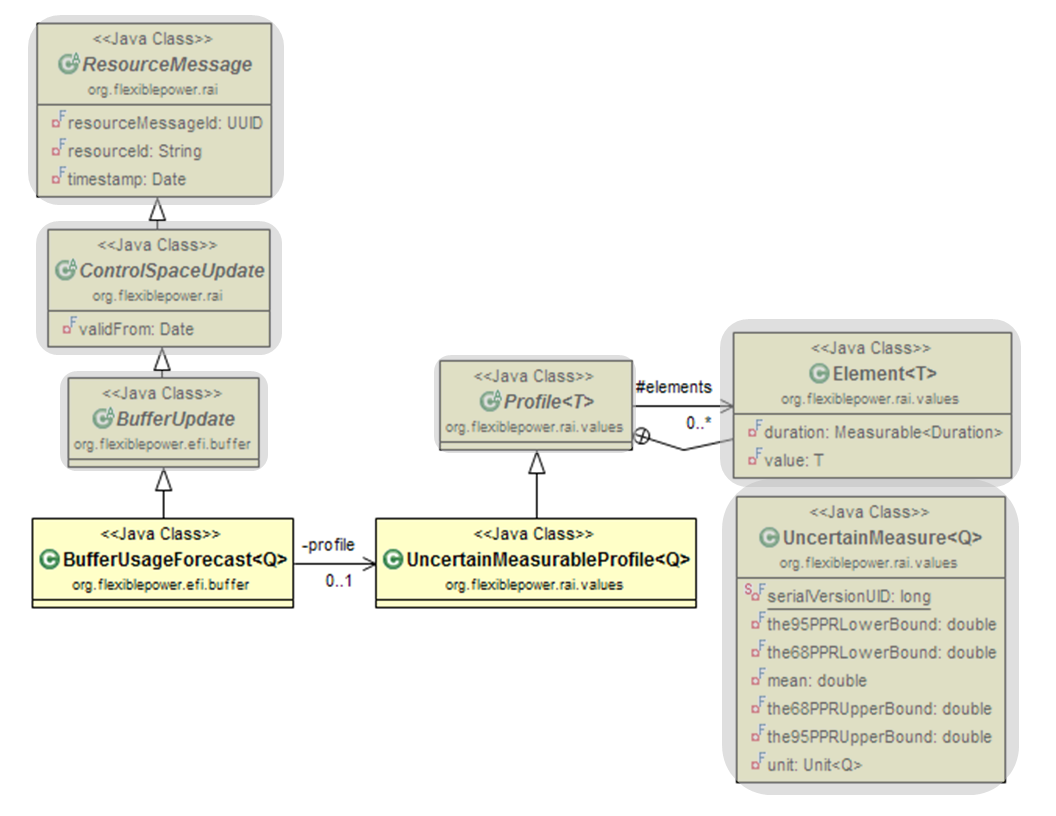 <<Java Class>>
ResourceMessage
org.flexiblepower.rai
resourceMessageId: UUID
resourceId: String
timestamp: Date
<<Java Class>>
ControlSpaceUpdate
org.flexiblepower.rai
validFrom: Date
<<Java Class>>
BufferUpdate
org.flexiblepower.efi.buffer
<<Java Class>>
BufferUsageForecast<Q>
org.flexiblepower.efi.buffer
-profile
0..1
<<Java Class>>
UncertainMeasurableProfile<Q>
org.flexiblepower.rai.values
<<Java Class>>
Profile<T>
org.flexiblepower.rai.values
#elements
0..*
<<Java Class>>
Element<T>
org.flexiblepower.rai.values
duration: Measurable<Duration>
value: T
<<Java Class>>
UncertainMeasure<Q>
org.flexiblepower.rai.values
serialVersionUID: long
the95PPRLowerBound: double
the68PPRLowerBound: double
mean: double
the68PPRUpperBound: double
the95PPRUpperBound: double
unit: Unit<Q>